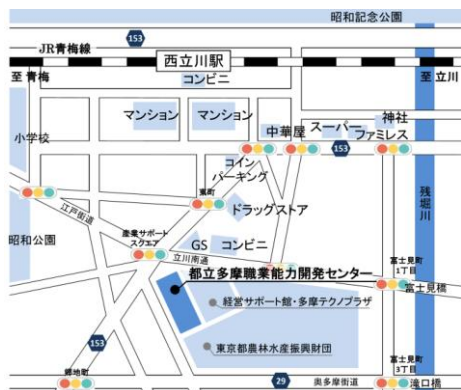 昭和記念公園
153
JR青梅線
西立川駅
至 青梅
コンビニ
至 立川
マンション
マンション
小学校
中華屋
スーパー
神社
ファミレス
153
コイン
パーキング
残堀川
東町
ドラッグストア
江戸街道
昭和公園
産業サポート
スクエア
立川南通
GS
コンビニ
富士見町
1丁目
都立多摩職業能力開発センター
富士見橋
経営サポート館・多摩テクノプラザ
東京都農林水産振興財団
153
富士見町
3丁目
29
奥多摩街道
滝口橋